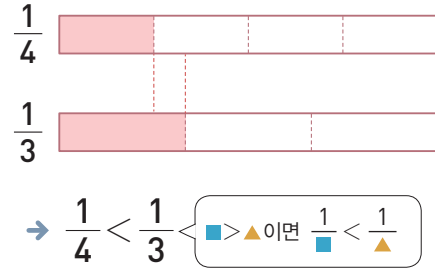 1/4
1/3
→ 1/4 < 1/3
■ > ▲ 이면 1/■ < 1/▲